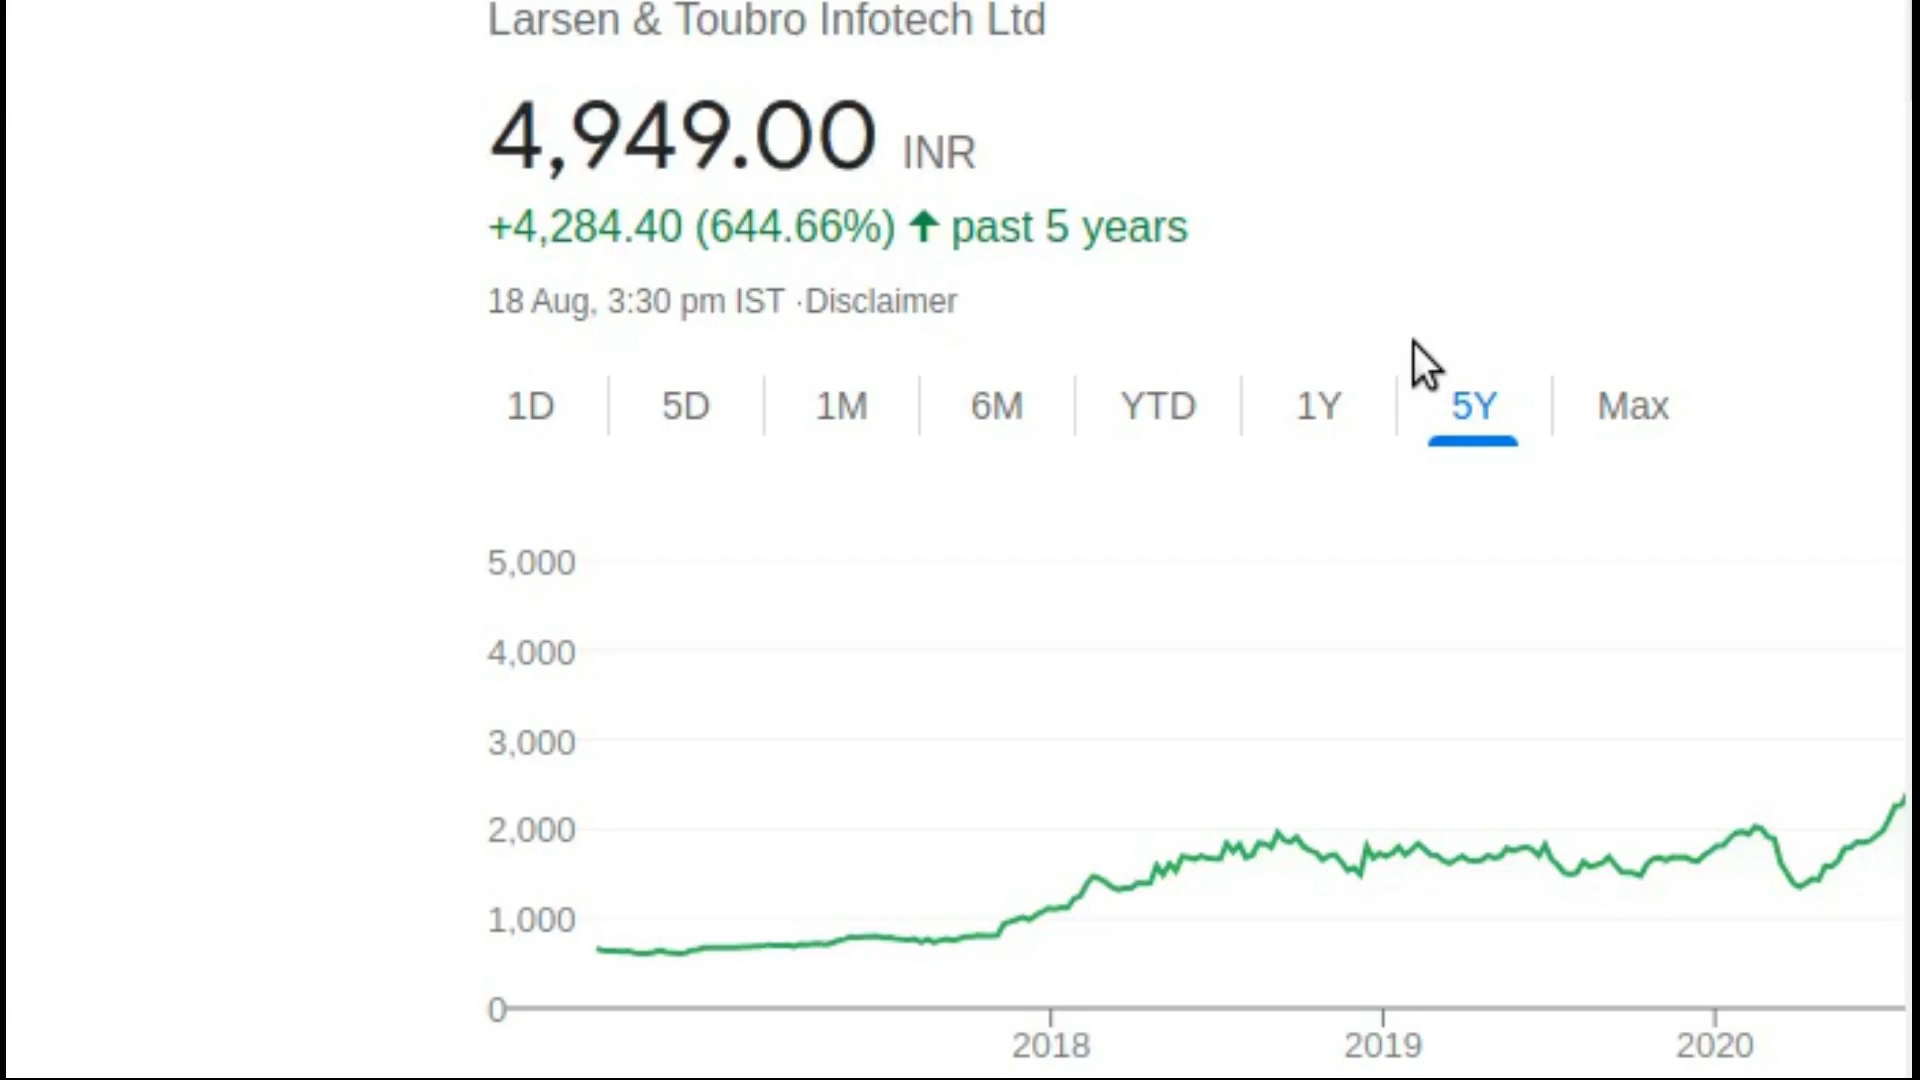 Larsen & Toubro Infotech Ltd
4,949.00 INR
+4,284.40 (644.66%) ↑ past 5 years
18 Aug, 3:30 pm IST ·Disclaimer
1D 5D 1M 6M YTD 1Y 5Y Max
5,000
4,000
3,000
2,000
1,000
0
2018 2019 2020